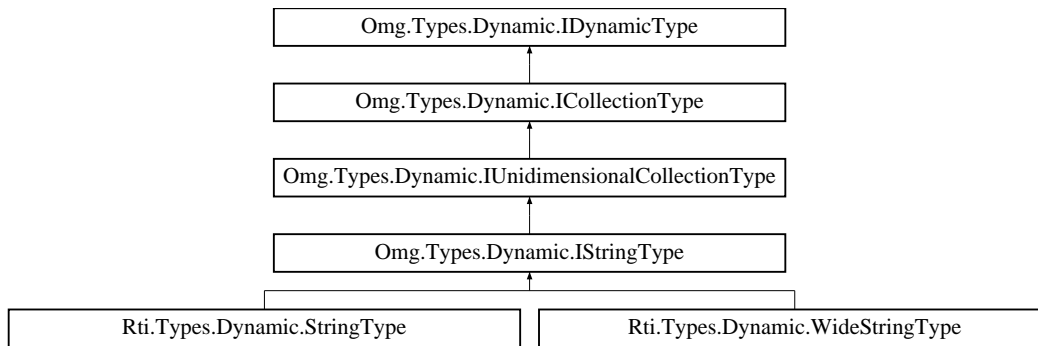 Omg.Types.Dynamic.IDynamicType
Omg.Types.Dynamic.ICollectionType
Omg.Types.Dynamic.IUnidimensionalCollectionType
Omg.Types.Dynamic.IStringType
Rti.Types.Dynamic.StringType
Rti.Types.Dynamic.WideStringType